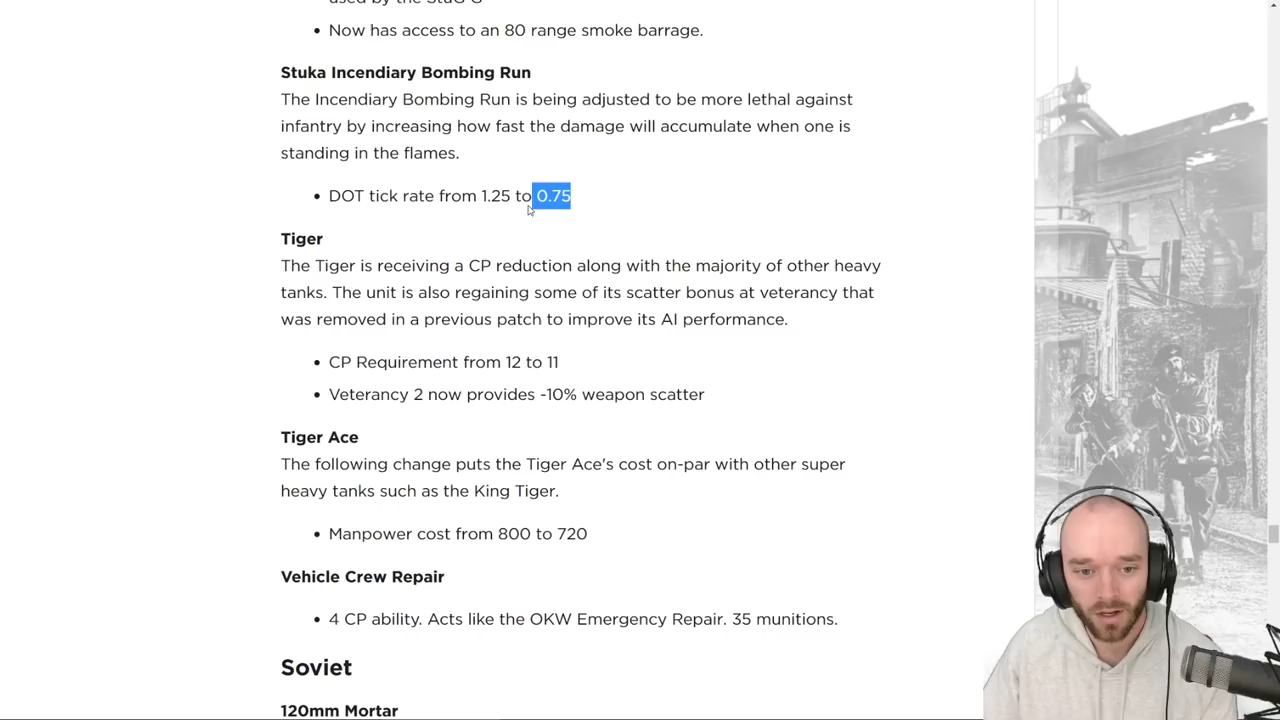 used by the StuG G
Now has access to an 80 range smoke barrage.
Stuka Incendiary Bombing Run
The Incendiary Bombing Run is being adjusted to be more lethal against
infantry by increasing how fast the damage will accumulate when one is
standing in the flames.
DOT tick rate from 1.25 to 0.75
Tiger
The Tiger is receiving a CP reduction along with the majority of other heavy
tanks. The unit is also regaining some of its scatter bonus at veterancy that
was removed in a previous patch to improve its AI performance.
CP Requirement from 12 to 11
Veterancy 2 now provides -10% weapon scatter
Tiger Ace
The following change puts the Tiger Ace's cost on-par with other super
heavy tanks such as the King Tiger.
Manpower cost from 800 to 720
Vehicle Crew Repair
4 CP ability. Acts like the OKW Emergency Repair. 35 munitions.
Soviet
120mm Mortar